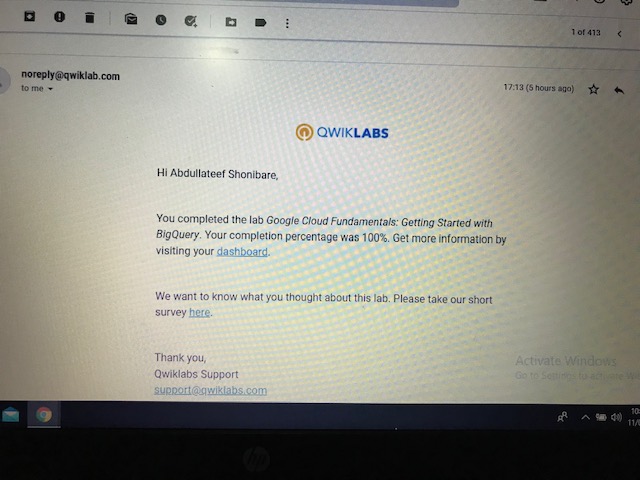 1 of 413
noreply@qwiklab.com
to me
17:13 (5 hours ago)
QWIKLABS
Hi Abdullateef Shonibare,
You completed the lab Google Cloud Fundamentals: Getting Started with
BigQuery. Your completion percentage was 100%. Get more information by
visiting your dashboard.
We want to know what you thought about this lab. Please take our short
survey here.
Thank you,
Qwiklabs Support
support@qwiklabs.com
Activate Windows
Go to Settings to activate
hp